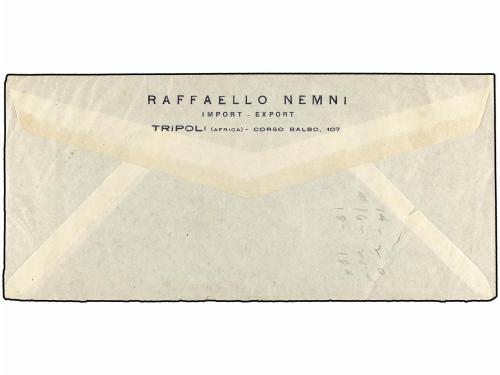 RAFFAELLO NEMNI
IMPORT - EXPORT
TRIPOLI (AFRICA) - CORSO BALBO, 107